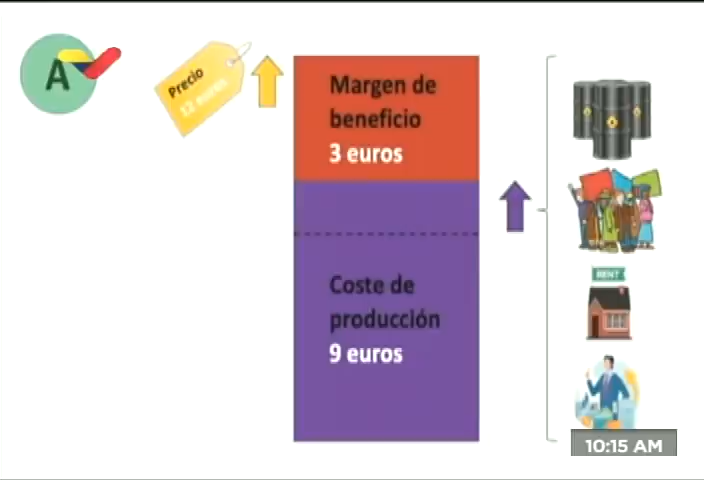 A
Precio
12 euros
Margen de
beneficio
3 euros
Coste de
producción
9 euros
RENT
10:15 AM